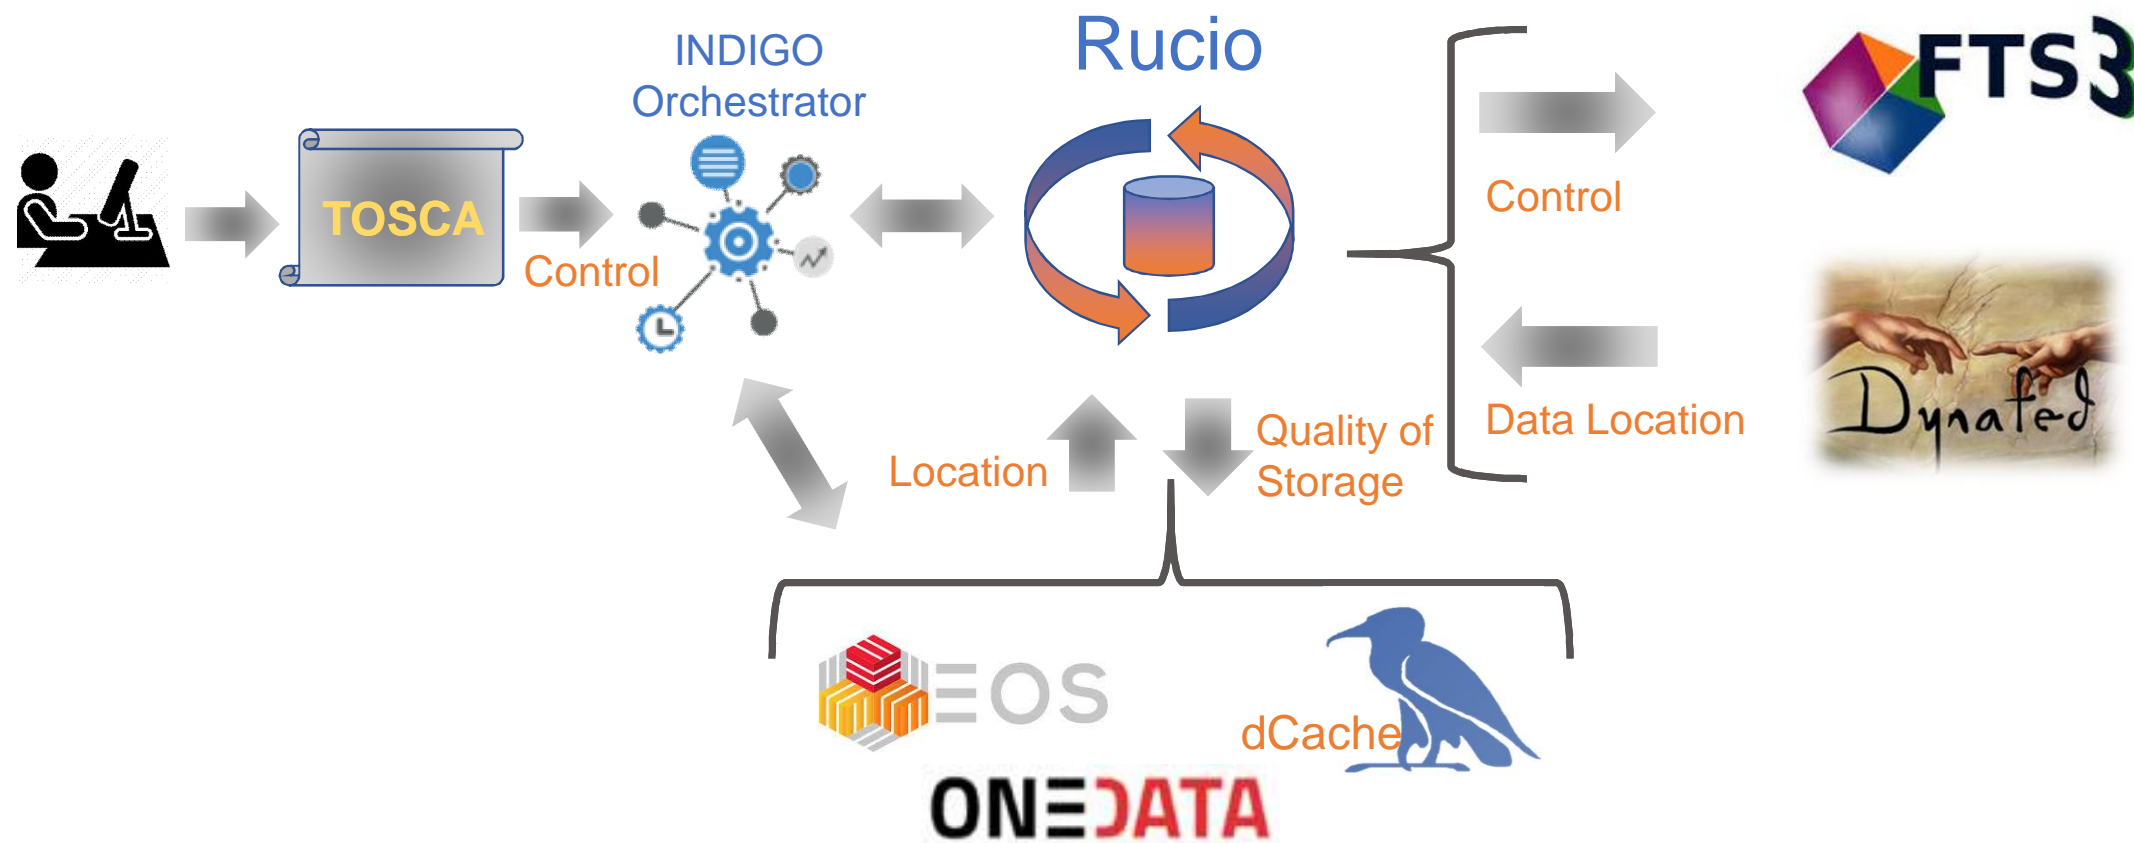 INDIGO
Orchestrator
Rucio
FTS3
TOSCA
Control
Control
Dynafed
Data Location
Location
Quality of
Storage
EOS
dCache
ONEDATA